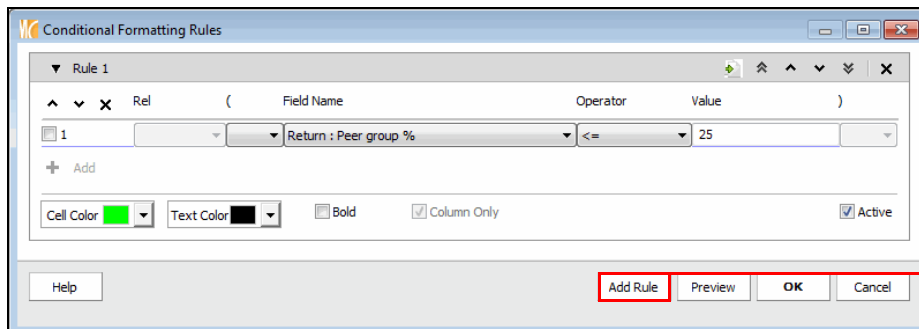 Conditional Formatting Rules
Rule 1
Rel ( Field Name Operator Value )
1 Return : Peer group % <= 25
Add
Cell Color Text Color Bold Column Only Active
Help Add Rule Preview OK Cancel